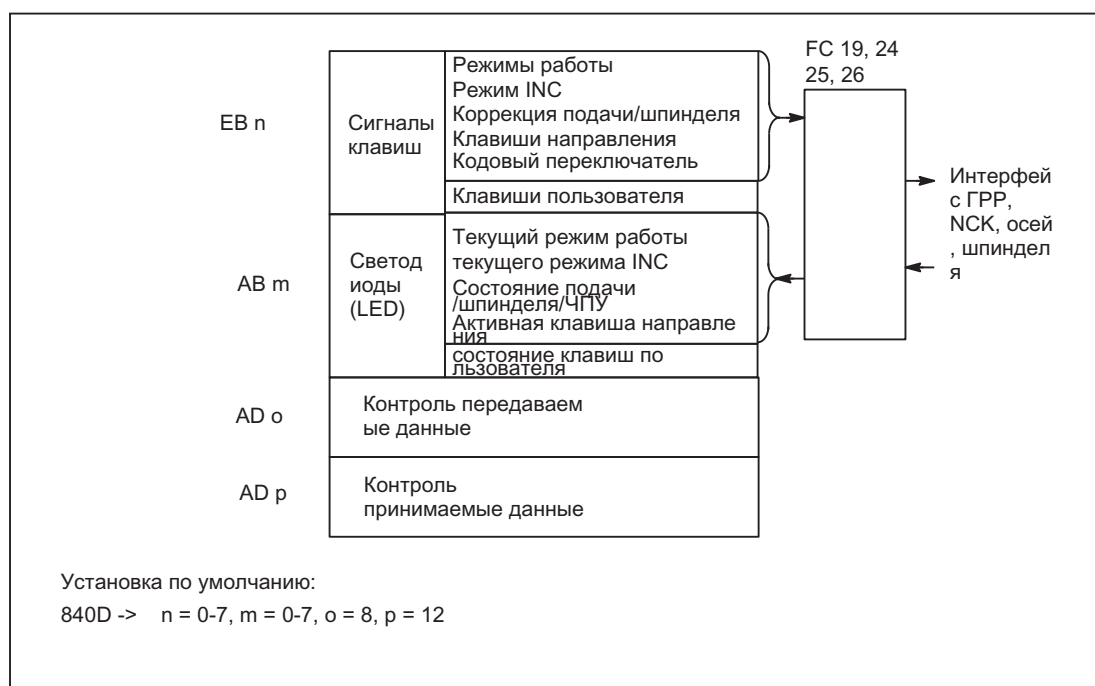 FC 19, 24
25, 26
EB n
Сигналы
клавиш
Режимы работы
Режим INC
Коррекция подачи/шпинделя
Клавиши направления
Кодовый переключатель
Клавиши пользователя
Интерфей
с ГРР,
NCK, осей
, шпиндел
я
AB m
Светод
иоды
(LED)
Текущий режим работы
текущего режима INC
Состояние подачи
/шпинделя/ЧПУ
Активная клавиша направле
ния
состояние клавиш по
льзователя
AD o
Контроль передаваем
ые данные
AD p
Контроль
принимаемые данные
Установка по умолчанию:
840D -> n = 0-7, m = 0-7, o = 8, p = 12